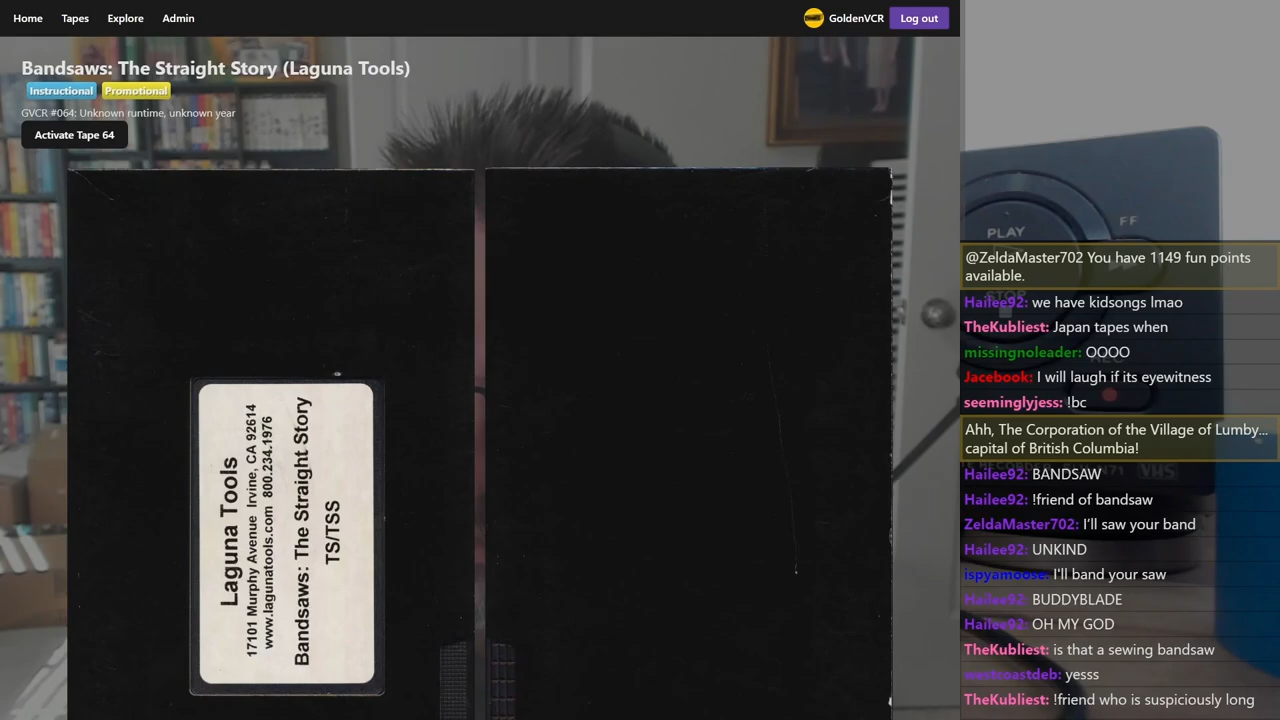 Home Tapes Explore Admin
GoldenVCR Log out
Bandsaws: The Straight Story (Laguna Tools)
Instructional Promotional
GVCR #064: Unknown runtime, unknown year
Activate Tape 64
Laguna Tools
17101 Murphy Avenue Irvine, CA 92614
www.lagunatools.com 800.234.1976
Bandsaws: The Straight Story
TS/TSS
PLAY
FF
STOP
REC
VHS
@ZeldaMaster702 You have 1149 fun points
available.
Hailee92: we have kidsongs lmao
TheKubliest: Japan tapes when
missingnoleader: OOOO
Jacebook: I will laugh if its eyewitness
seeminglyjess: !bc
Ahh, The Corporation of the Village of Lumby...
capital of British Columbia!
Hailee92: BANDSAW
Hailee92: !friend of bandsaw
ZeldaMaster702: I'll saw your band
Hailee92: UNKIND
ispyamoose: I'll band your saw
Hailee92: BUDDYBLADE
Hailee92: OH MY GOD
TheKubliest: is that a sewing bandsaw
westcoastdeb: yesss
TheKubliest: !friend who is suspiciously long